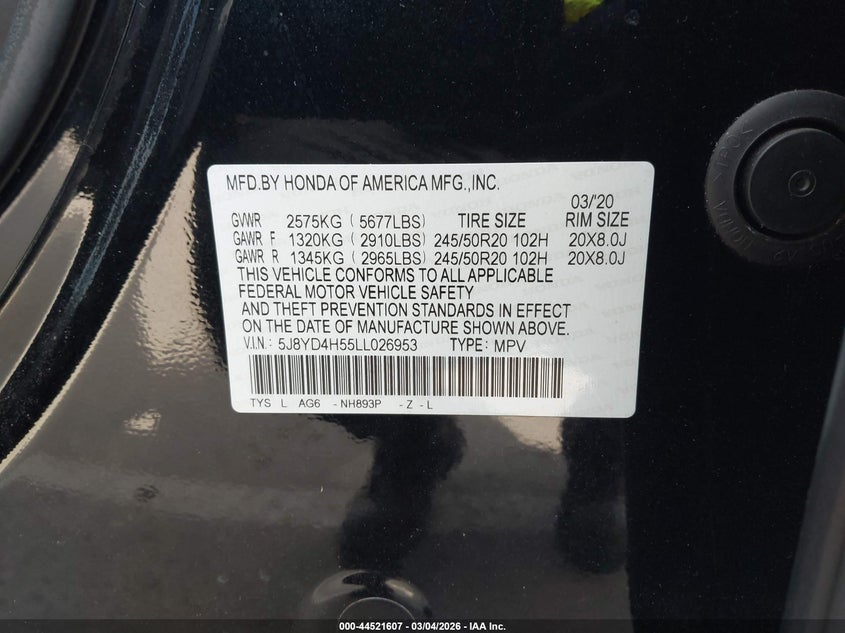 MFD.BY HONDA OF AMERICA MFG.,INC.
03/'20
GVWR 2575KG ( 5677LBS) TIRE SIZE RIM SIZE
GAWR F 1320KG ( 2910LBS) 245/50R20 102H 20X8.0J
GAWR R 1345KG ( 2965LBS) 245/50R20 102H 20X8.0J
THIS VEHICLE CONFORMS TO ALL APPLICABLE
FEDERAL MOTOR VEHICLE SAFETY
AND THEFT PREVENTION STANDARDS IN EFFECT
ON THE DATE OF MANUFACTURE SHOWN ABOVE.
V.I.N.: 5J8YD4H55LL026953 TYPE: MPV
TYS L AG6 -NH893P -Z -L
000-44521607 - 03/04/2026 - IAA Inc.